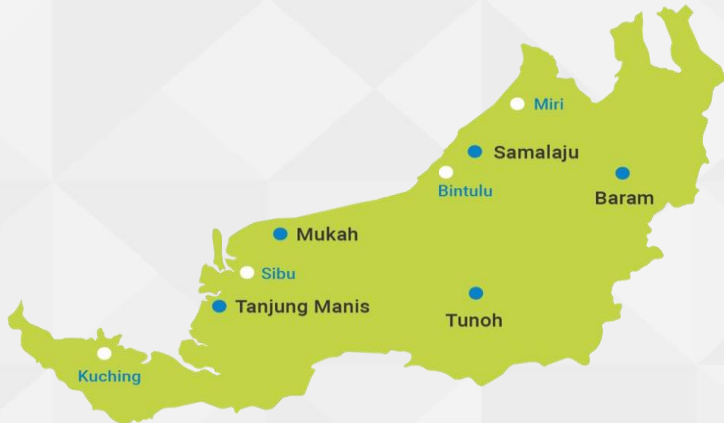 Miri
Samalaju
Bintulu
Baram
Mukah
Sibu
Tanjung Manis
Tunoh
Kuching